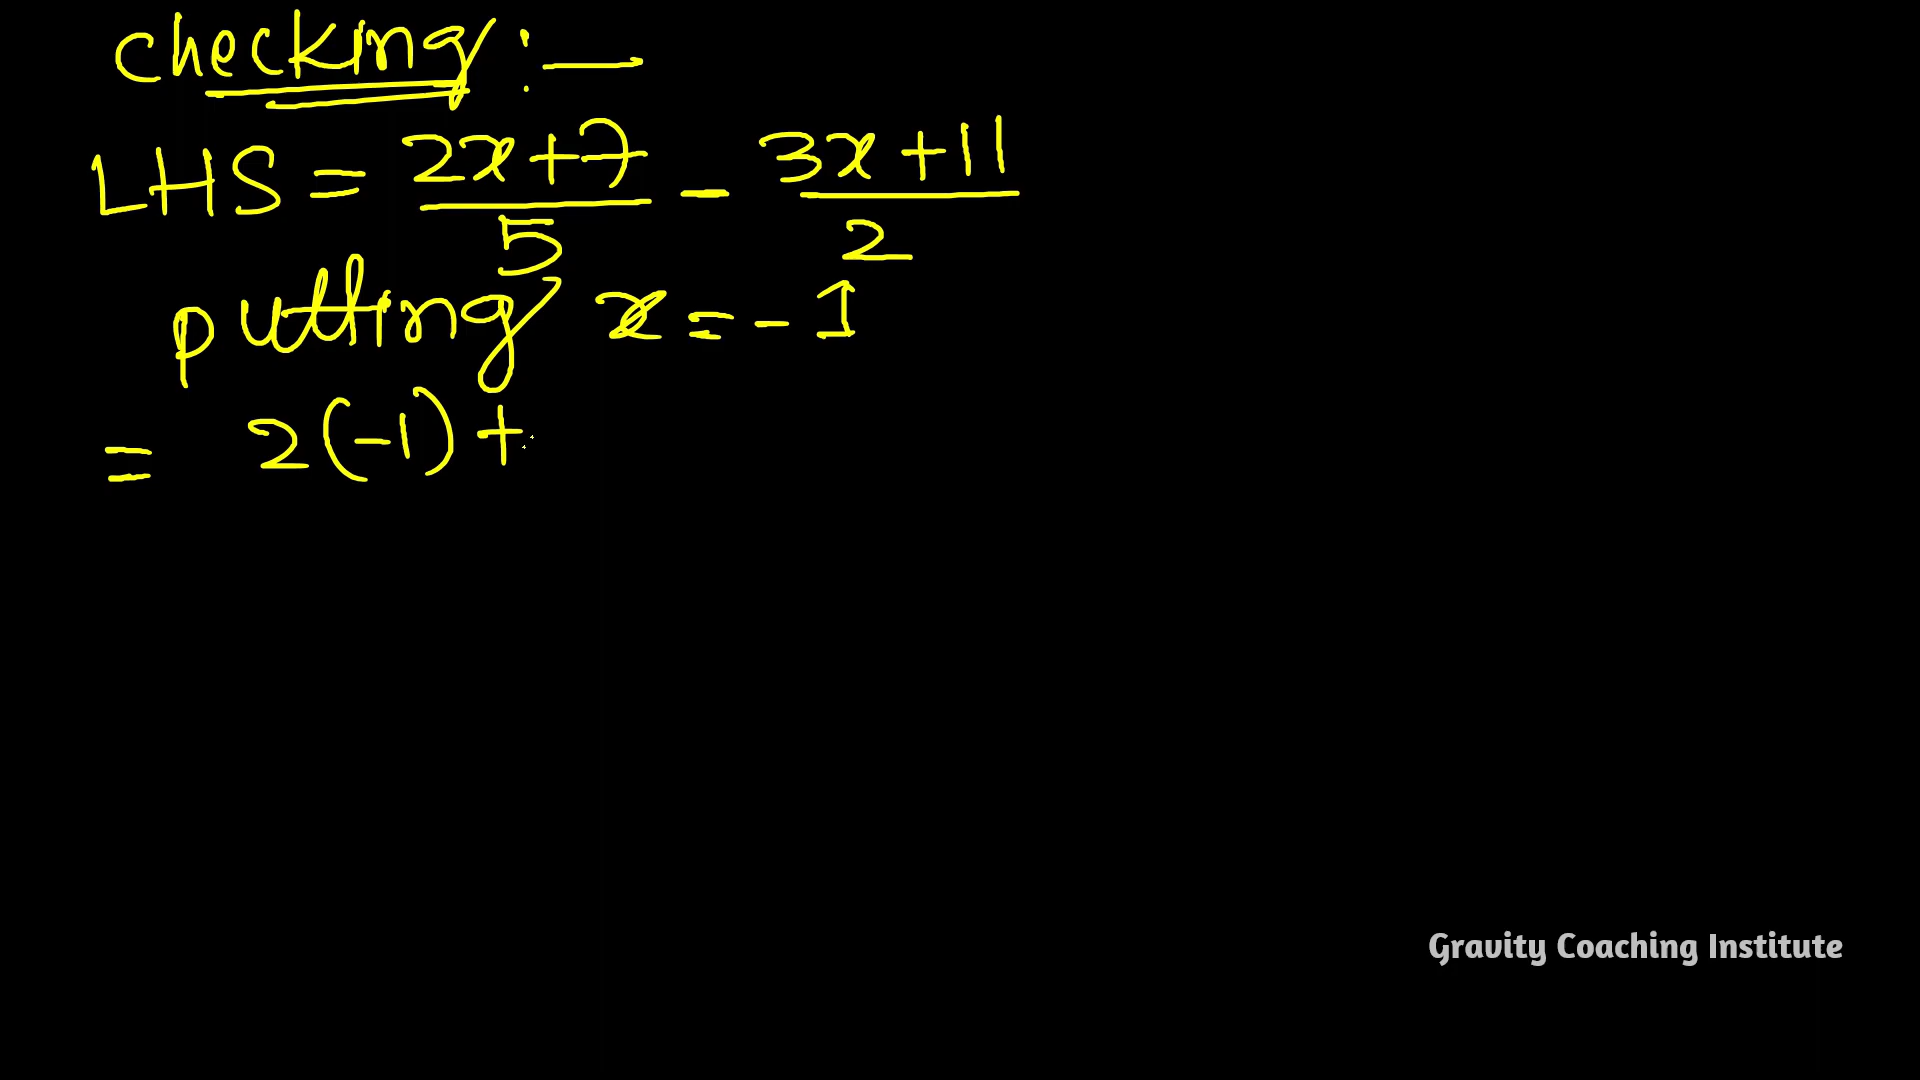 checking :—
LHS = (2x+7)/5 - (3x+11)/2
putting x = -1
= 2(-1)+
Gravity Coaching Institute